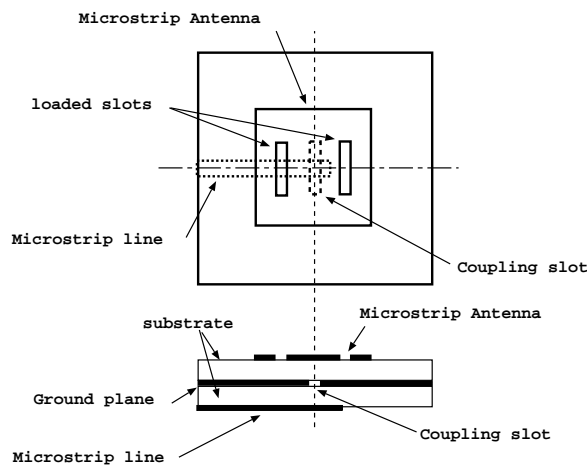 Microstrip Antenna
loaded slots
Microstrip line
Coupling slot
Microstrip Antenna
substrate
Ground plane
Coupling slot
Microstrip line